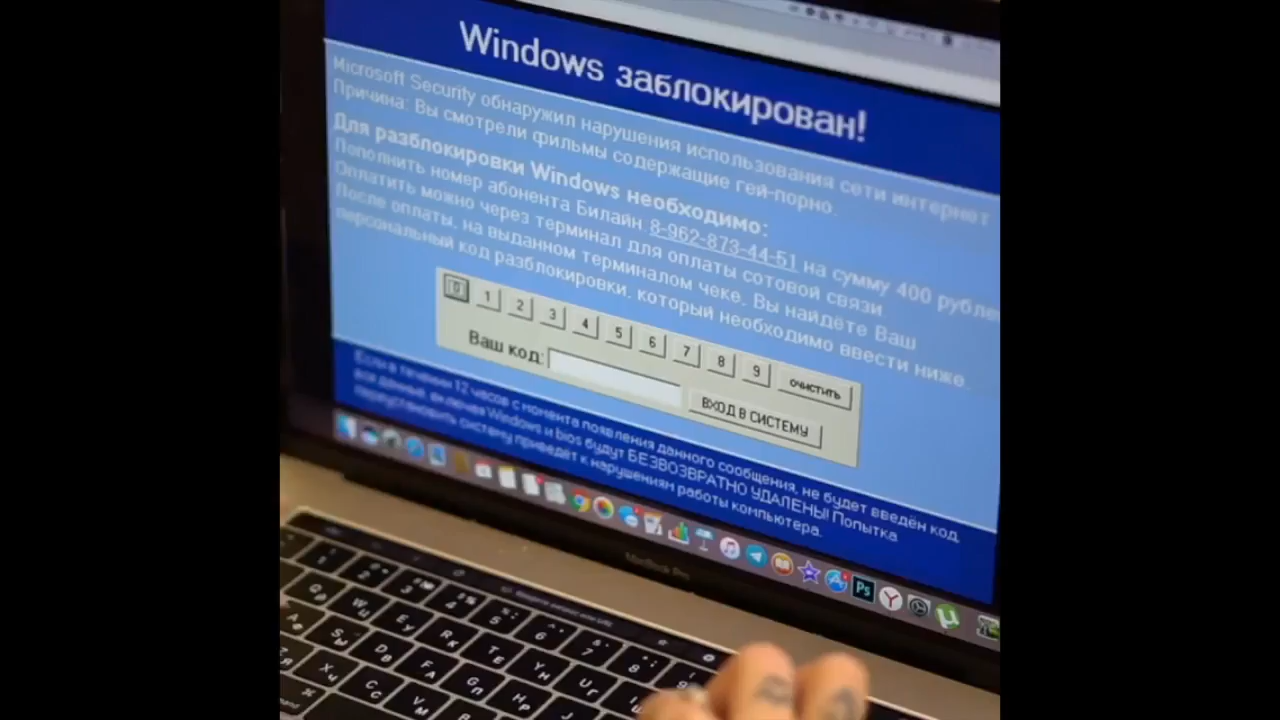 Windows заблокирован!
Microsoft Security обнаружил нарушения использования сети интернет
Причина: Вы смотрели фильмы содержащие гей-порно.
Для разблокировки Windows необходимо:
Пополнить номер абонента Билайн 8-962-873-44-51 на сумму 400 рубле
Оплатить можно через терминал для оплаты сотовой связи.
После оплаты, на выданном терминалом чеке, Вы найдёте Ваш
персональный код разблокировки, который необходимо ввести ниже.
0 1 2 3 4 5 6 7 8 9 очистить
Ваш код: ВХОД В СИСТЕМУ
Если в течении 12 часов с момента появления данного сообщения, не будет введён код,
все данные, включая Windows и bios будут БЕЗВОЗВРАТНО УДАЛЕНЫ! Попытка
переустановить систему приведёт к нарушениям работы компьютера.
Ps
MacBook Pro